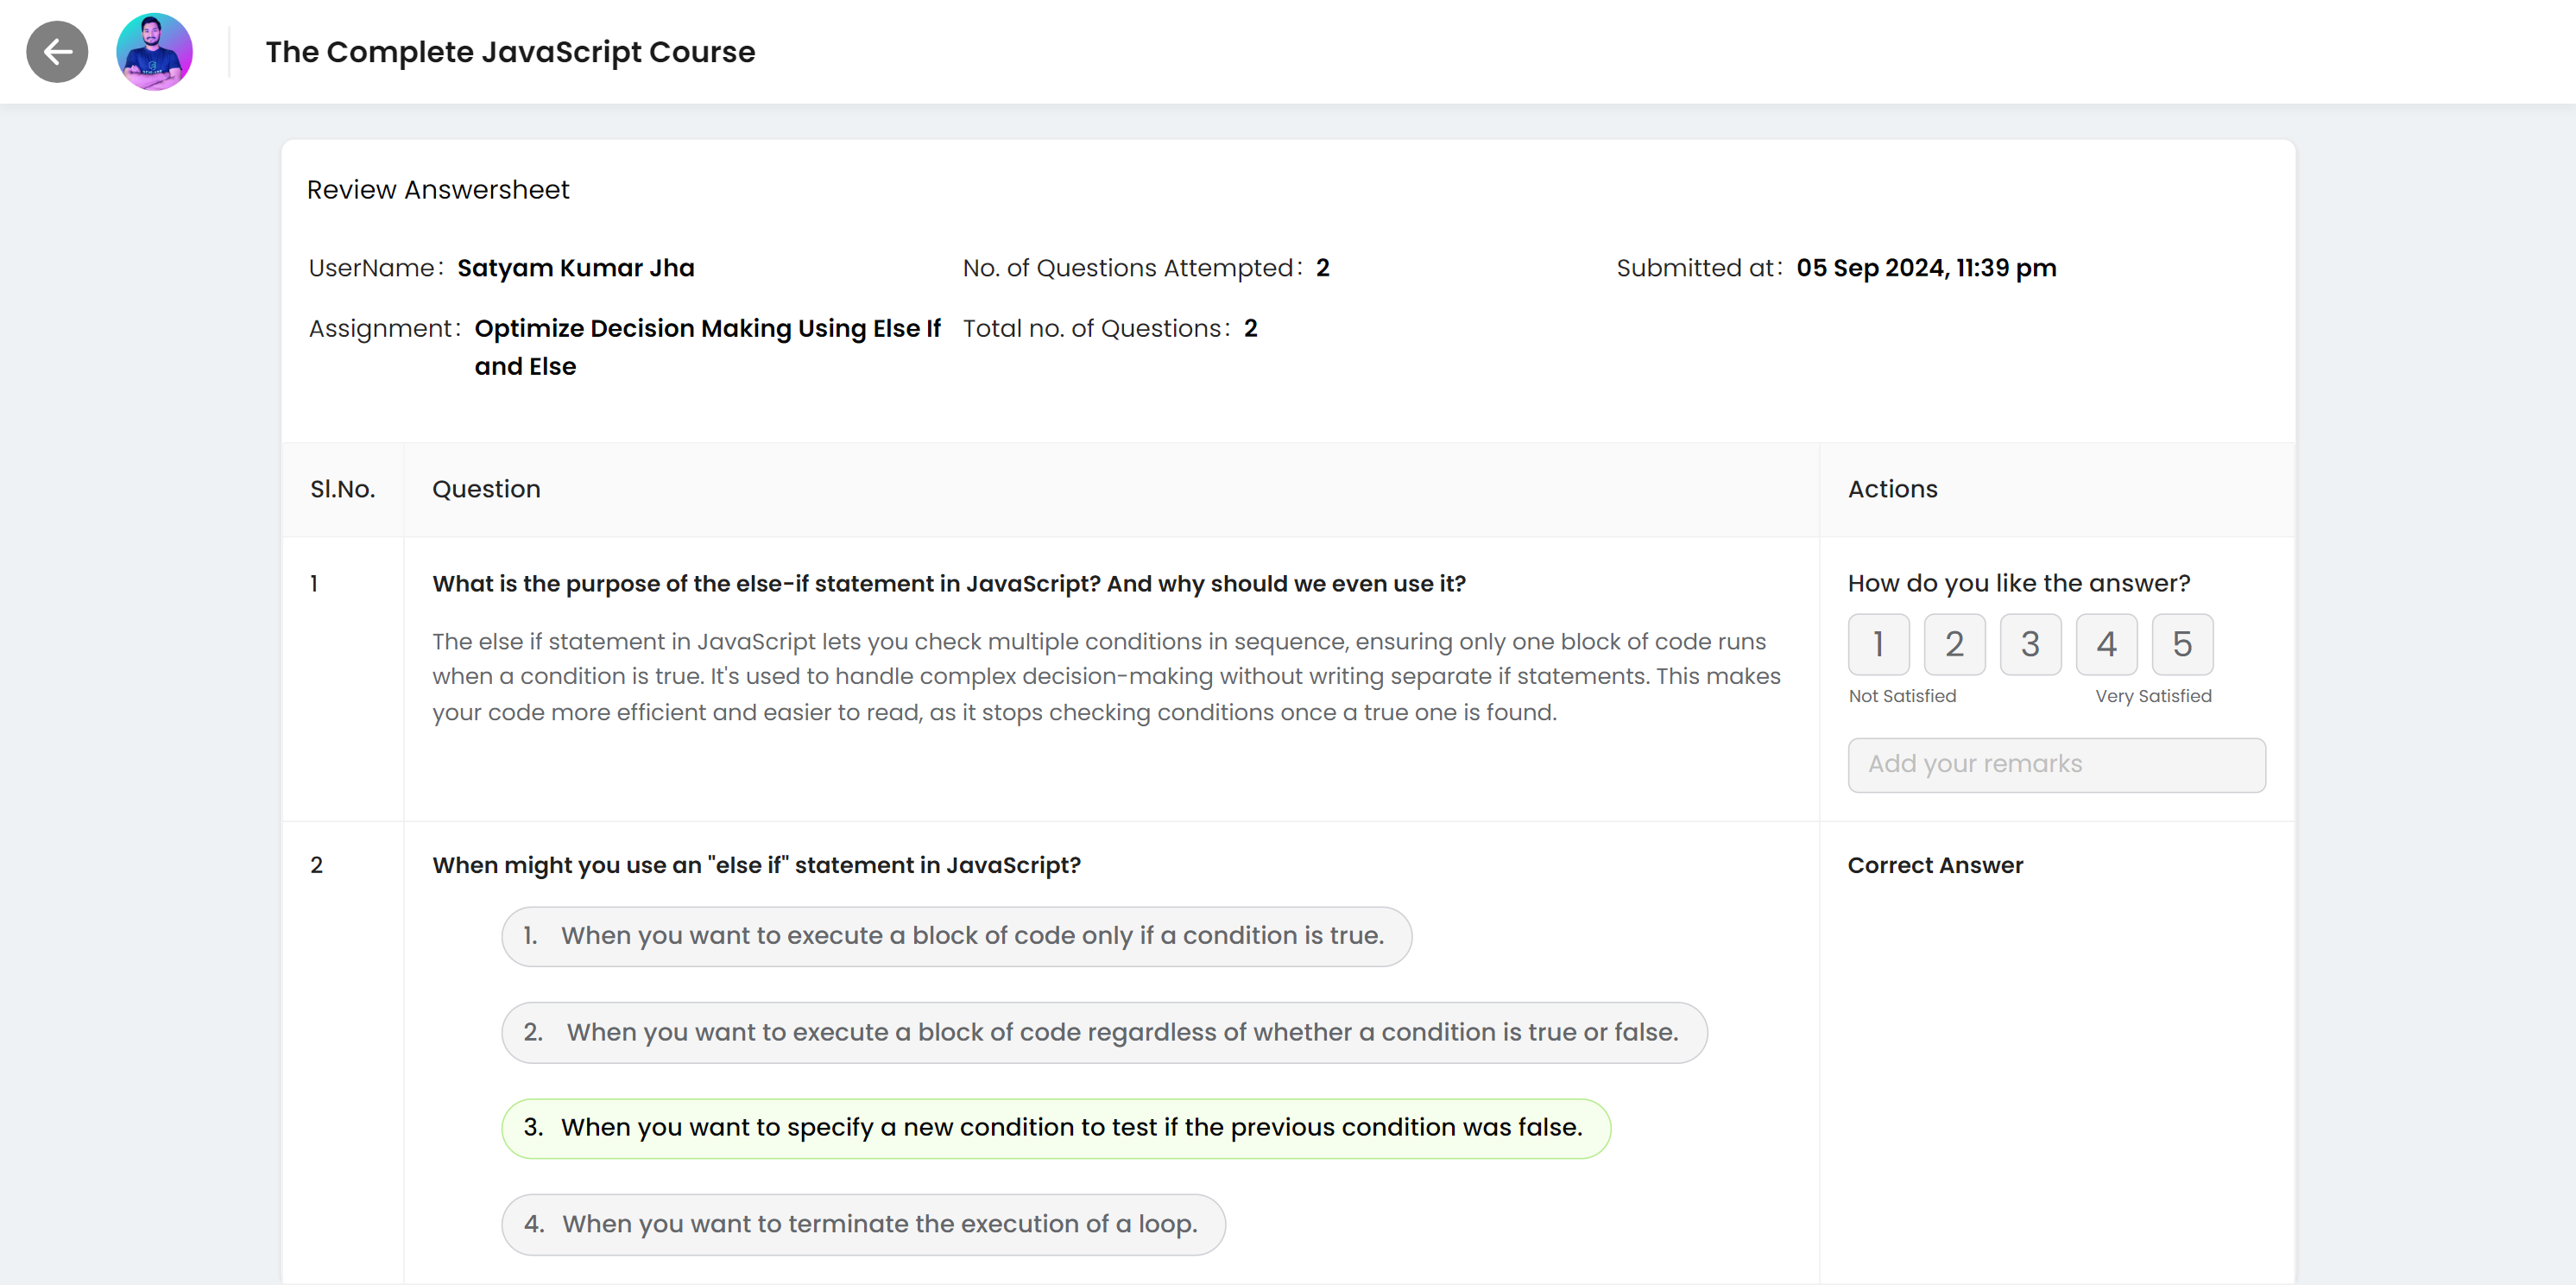 The Complete JavaScript Course
Review Answersheet
UserName: Satyam Kumar Jha
No. of Questions Attempted: 2
Submitted at: 05 Sep 2024, 11:39 pm
Assignment: Optimize Decision Making Using Else If
and Else
Total no. of Questions: 2
Sl.No.
Question
Actions
1
What is the purpose of the else-if statement in JavaScript? And why should we even use it?
The else if statement in JavaScript lets you check multiple conditions in sequence, ensuring only one block of code runs
when a condition is true. It's used to handle complex decision-making without writing separate if statements. This makes
your code more efficient and easier to read, as it stops checking conditions once a true one is found.
How do you like the answer?
1 2 3 4 5
Not Satisfied Very Satisfied
Add your remarks
2
When might you use an "else if" statement in JavaScript?
1. When you want to execute a block of code only if a condition is true.
2. When you want to execute a block of code regardless of whether a condition is true or false.
3. When you want to specify a new condition to test if the previous condition was false.
4. When you want to terminate the execution of a loop.
Correct Answer